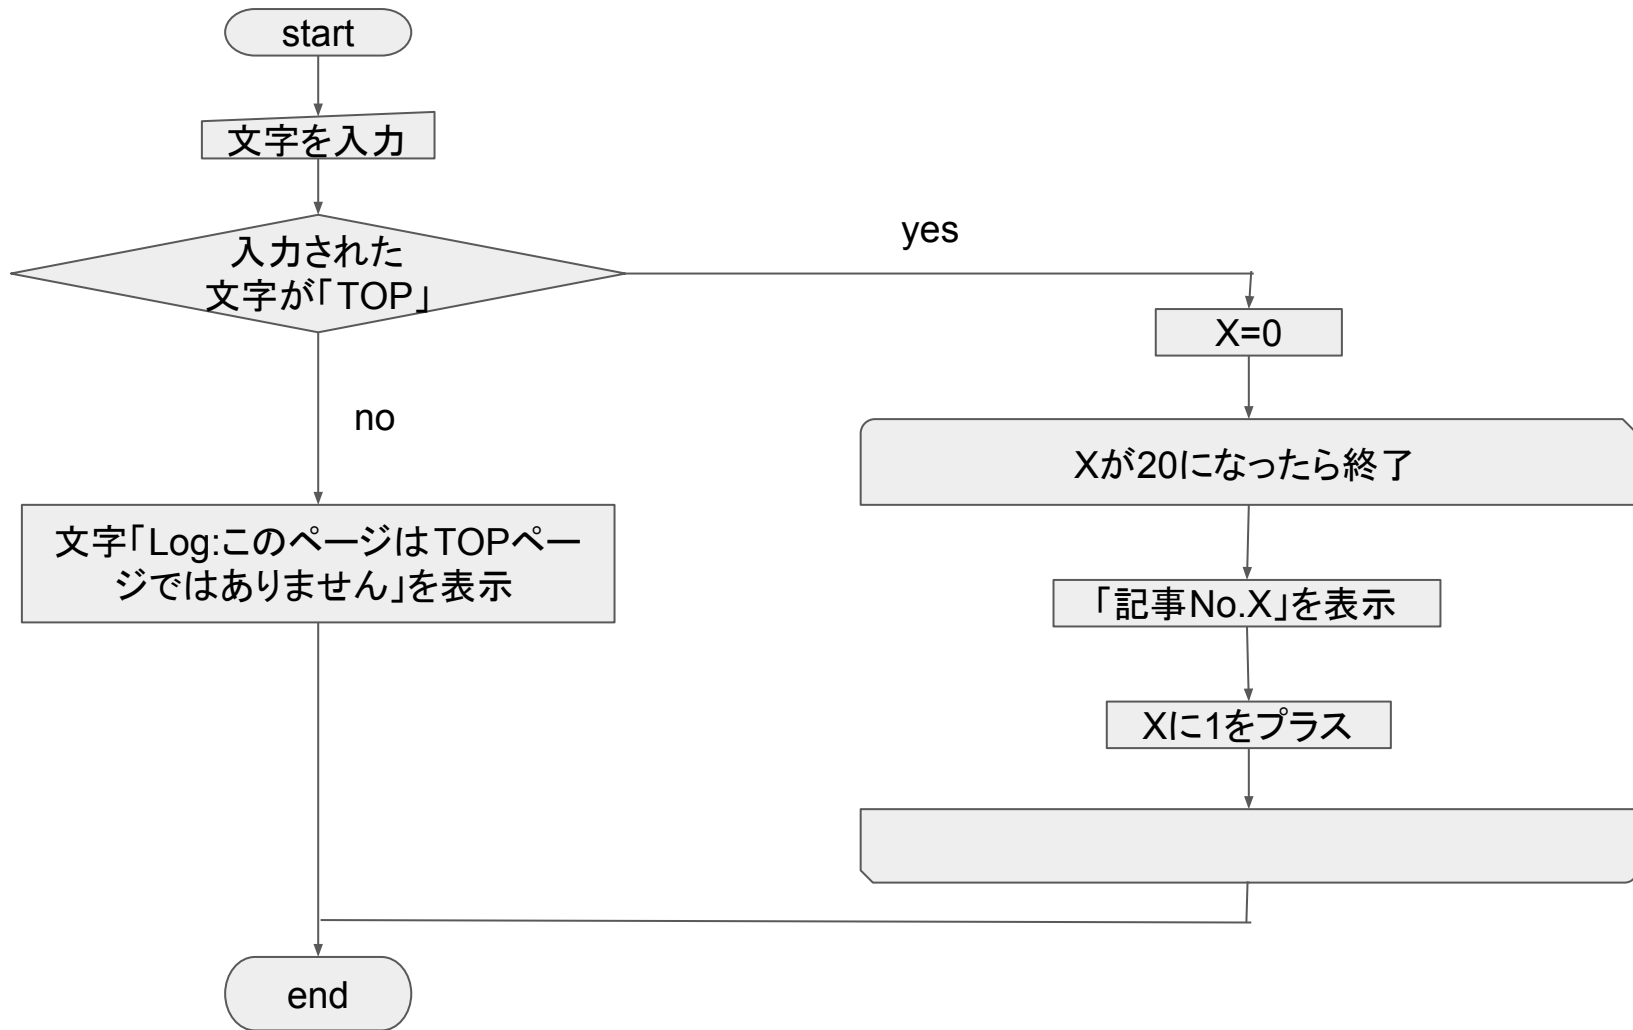 start
文字を入力
入力された
文字が「TOP」
yes
X=0
no
Xが20になったら終了
文字「Log:このページはTOPペー
ジではありません」を表示
「記事No.X」を表示
Xに1をプラス
end